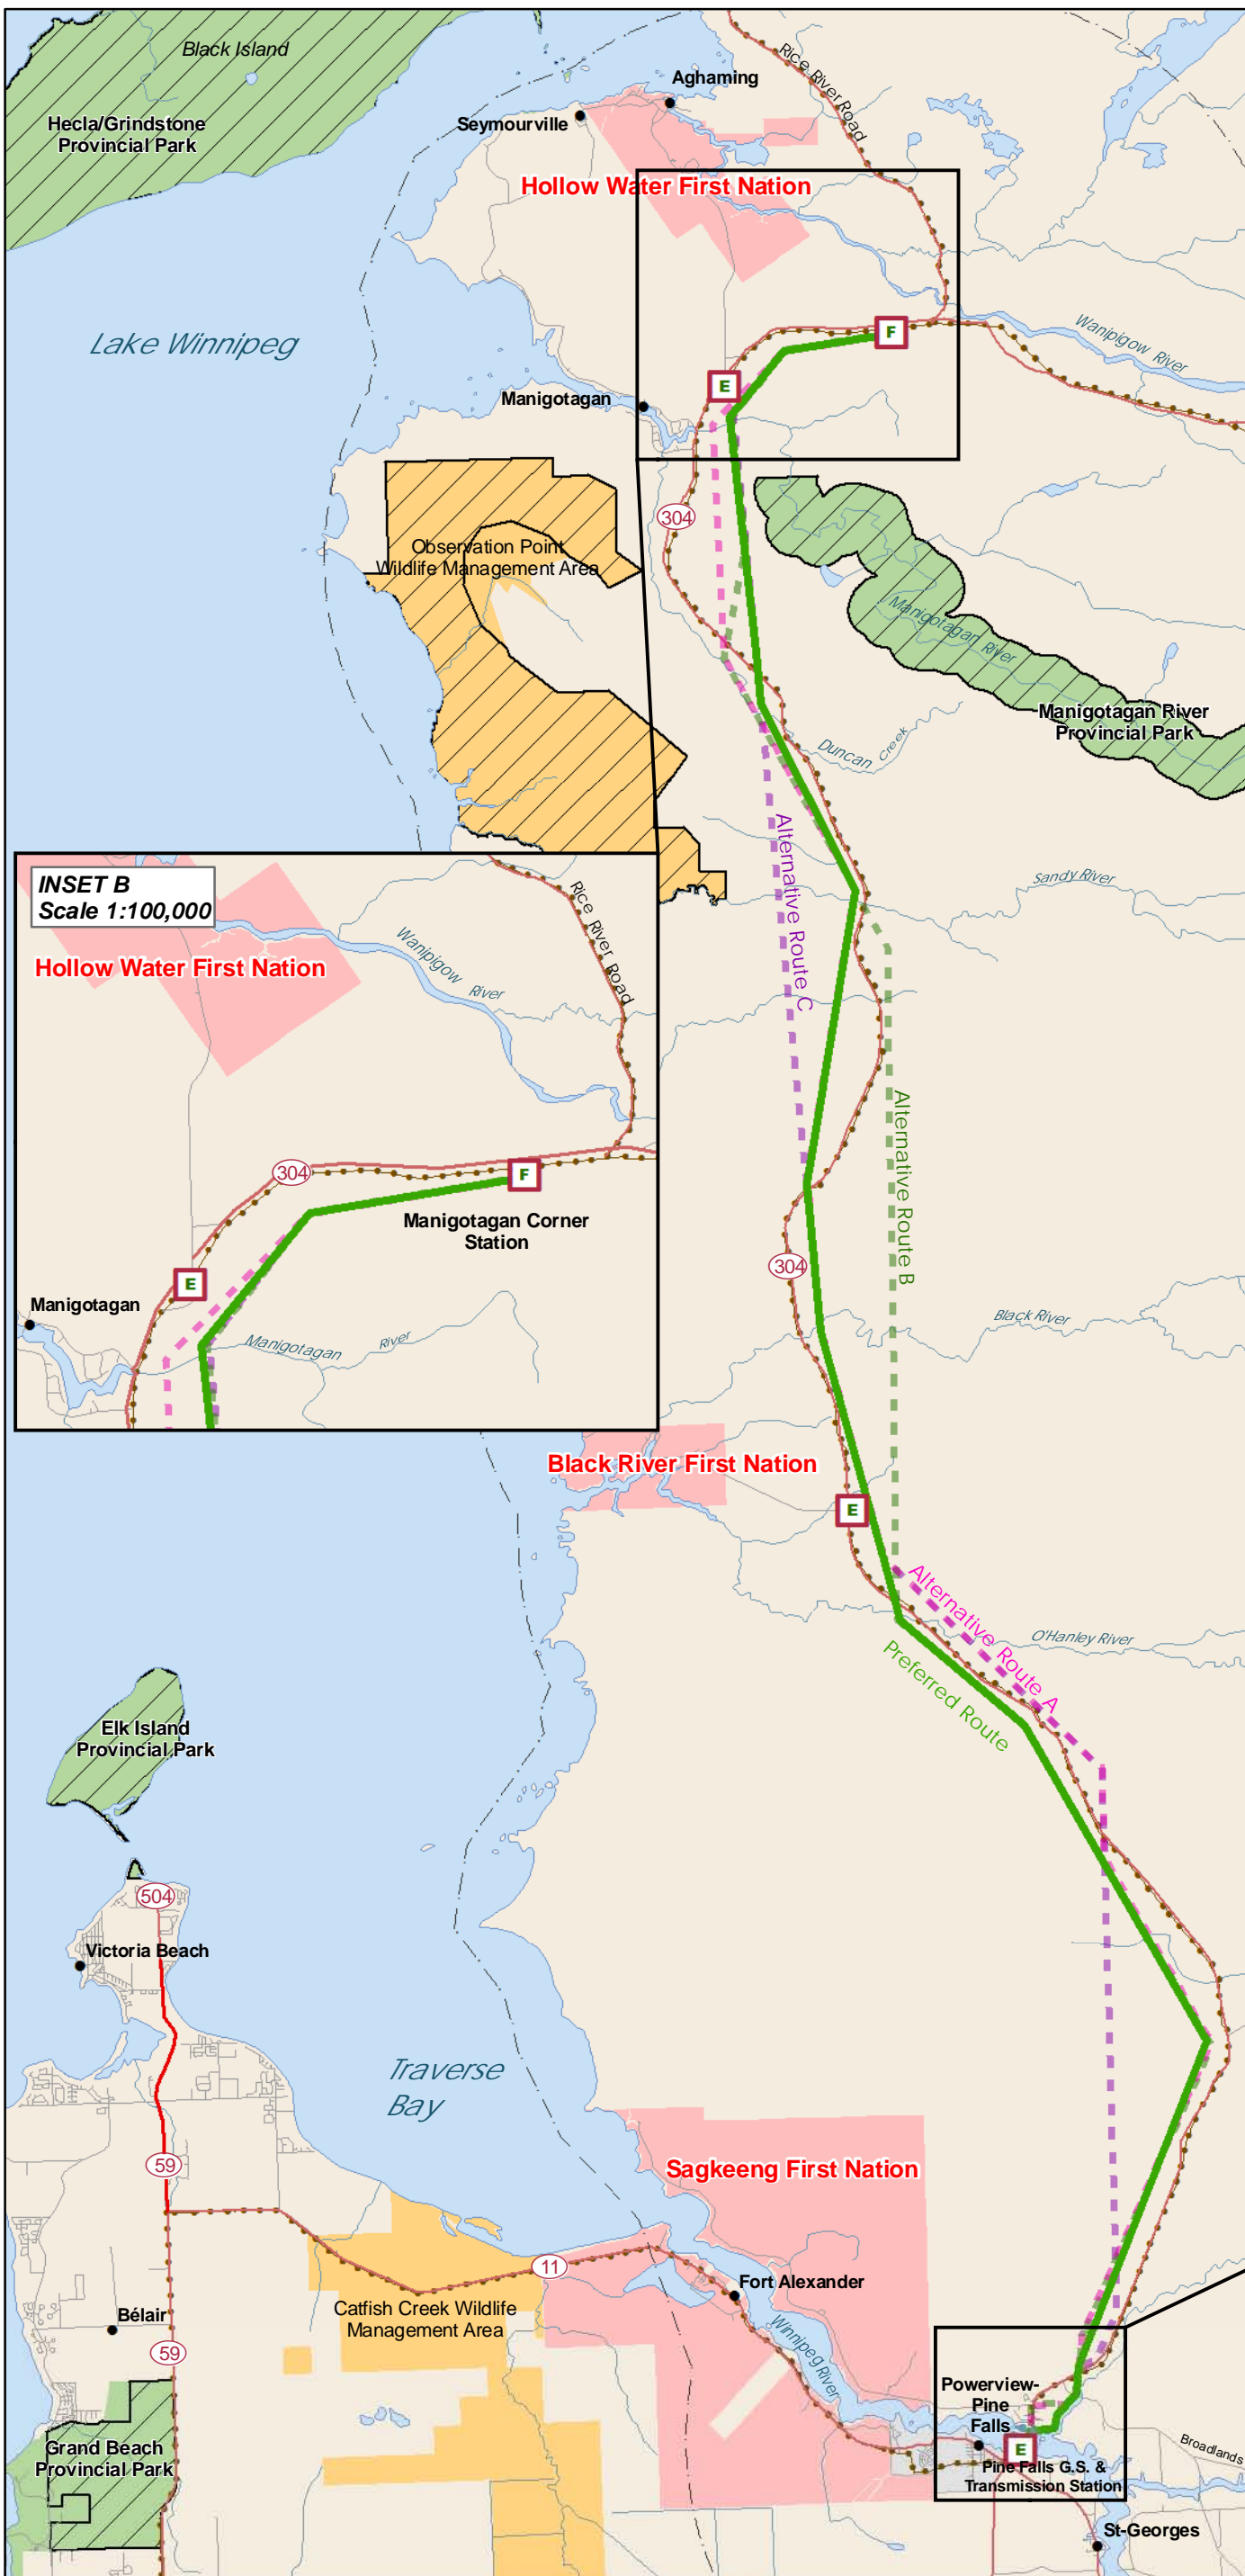 Black Island
Hecla/Grindstone
Provincial Park
Aghaming
Seymourville
Rice River Road
Hollow Water First Nation
Lake Winnipeg
F
Wanipigow River
E
Manigotagan
304
Observation Point
Wildlife Management Area
Manigotagan River
Manigotagan River
Provincial Park
Duncan Creek
Alternative Route C
Sandy River
INSET B
Scale 1:100,000
Hollow Water First Nation
Rice River Road
Wanipigow River
304
F
Manigotagan Corner
Station
E
Manigotagan
Manigotagan River
Alternative Route B
304
Black River
Black River First Nation
E
Alternative Route A
O'Hanley River
Preferred Route
Elk Island
Provincial Park
504
Victoria Beach
Traverse
Bay
59
Sagkeeng First Nation
11
Fort Alexander
Catfish Creek Wildlife
Management Area
Bélair
59
Winnipeg River
Powerview-
Pine
Falls
E
Pine Falls G.S. &
Transmission Station
Broadlands
Grand Beach
Provincial Park
St-Georges